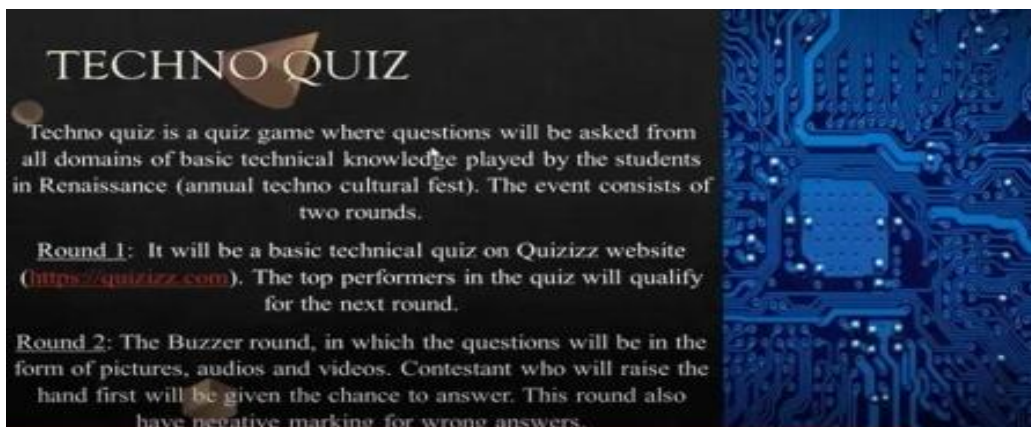 TECHNO QUIZ
Techno quiz is a quiz game where questions will be asked from
all domains of basic technical knowledge played by the students
in Renaissance (annual techno cultural fest). The event consists of
two rounds.
Round 1: It will be a basic technical quiz on Quizizz website
(https://quizizz.com). The top performers in the quiz will qualify
for the next round.
Round 2: The Buzzer round, in which the questions will be in the
form of pictures, audios and videos. Contestant who will raise the
hand first will be given the chance to answer. This round also
have negative marking for wrong answers.